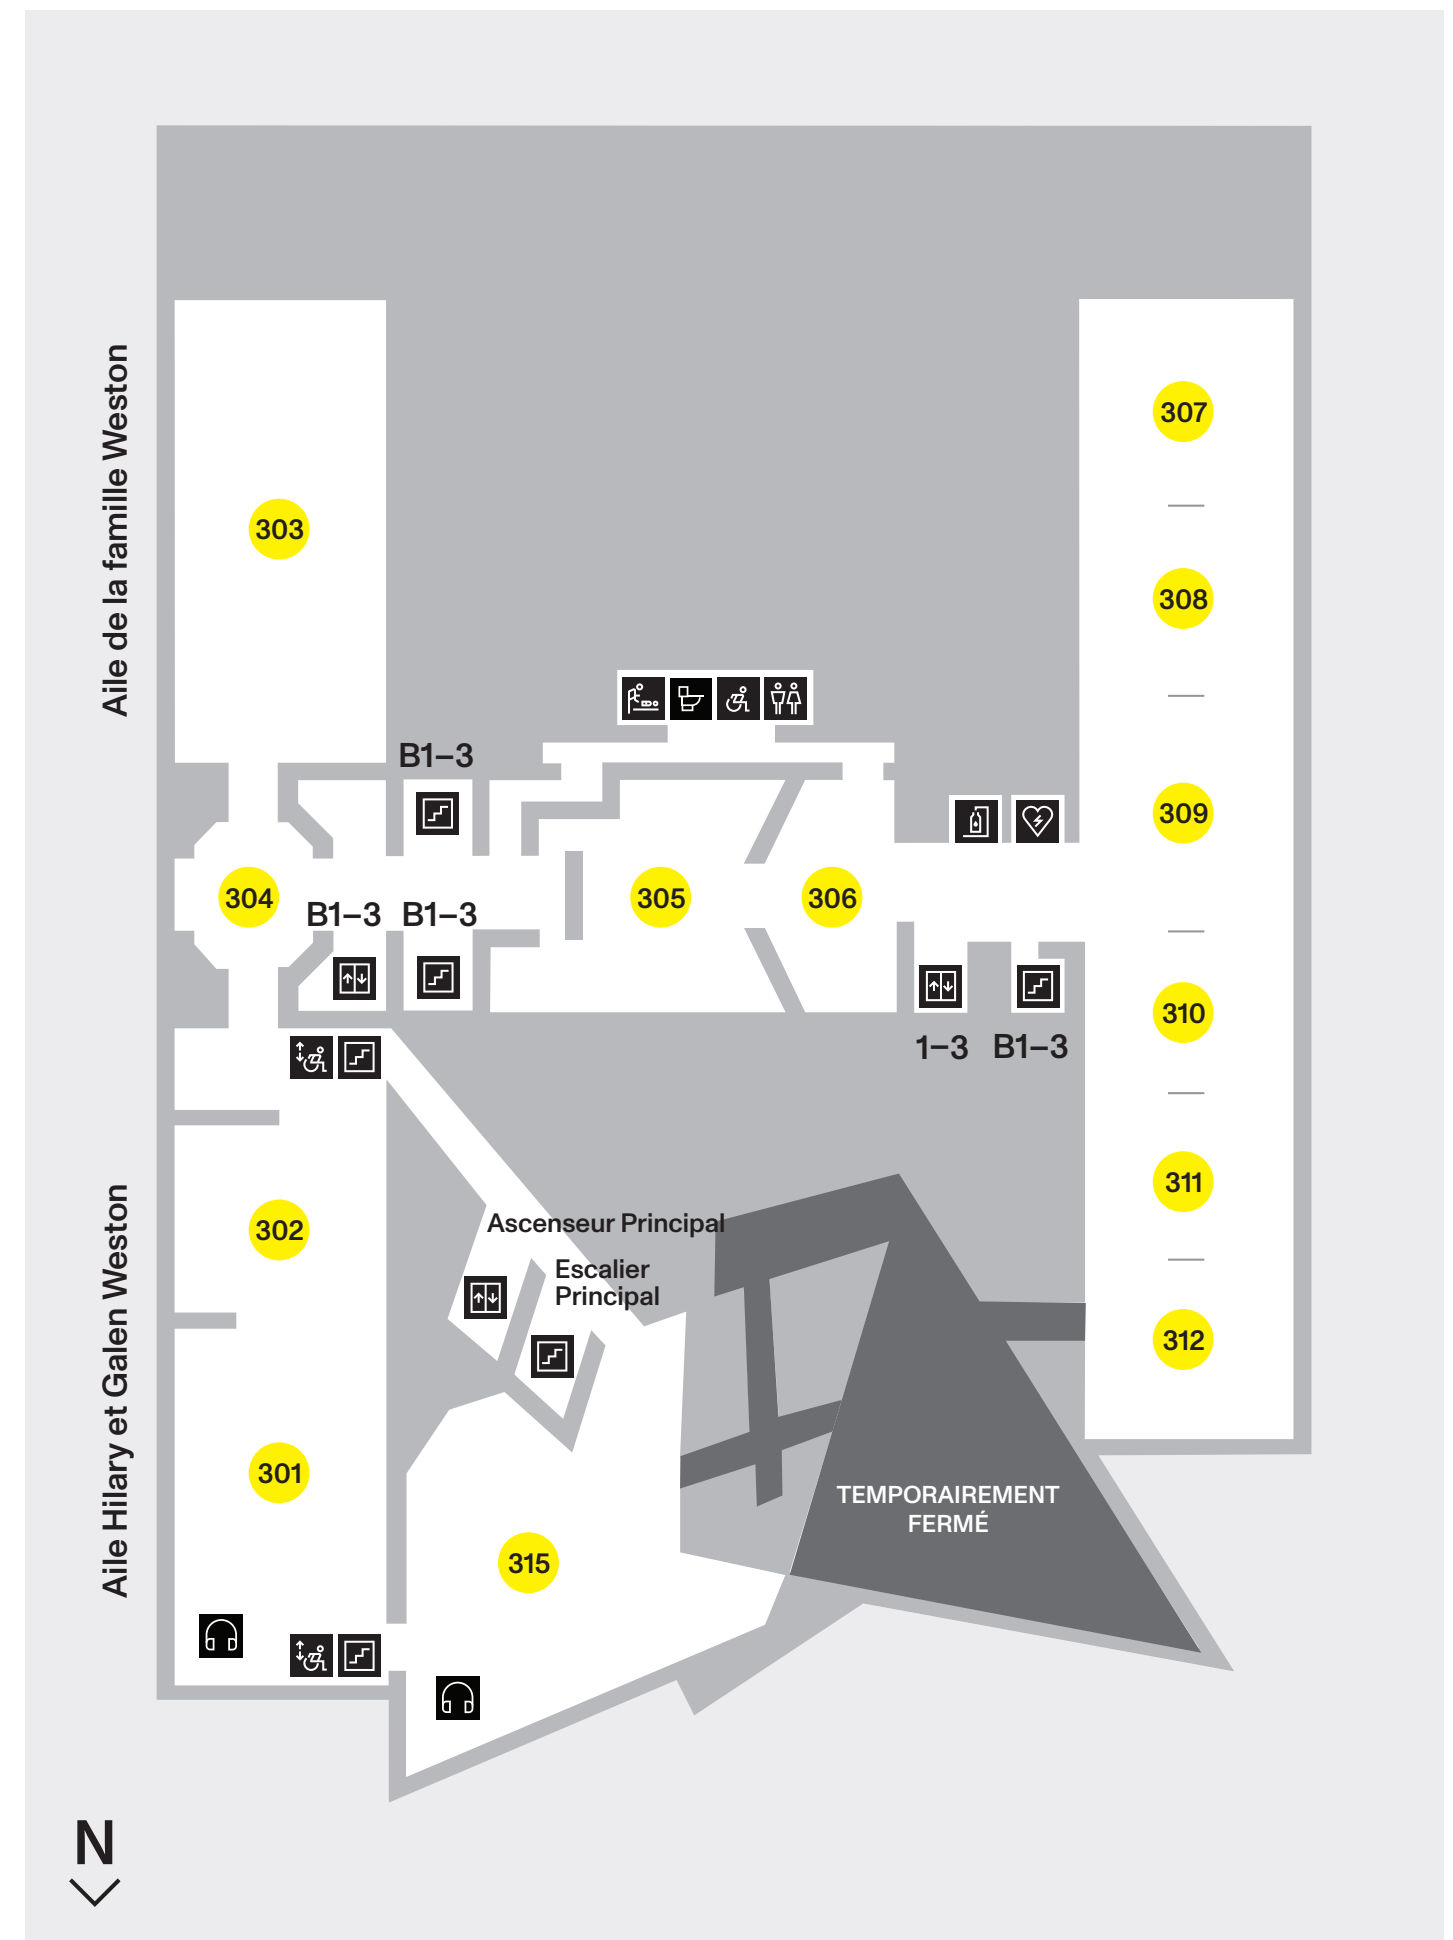 Aile de la famille Weston
307
303
308
B1–3
309
304
305
306
B1–3
B1–3
310
1–3
B1–3
311
302
Ascenseur Principal
Escalier
Principal
312
Aile Hilary et Galen Weston
301
TEMPORAIREMENT
FERMÉ
315
N